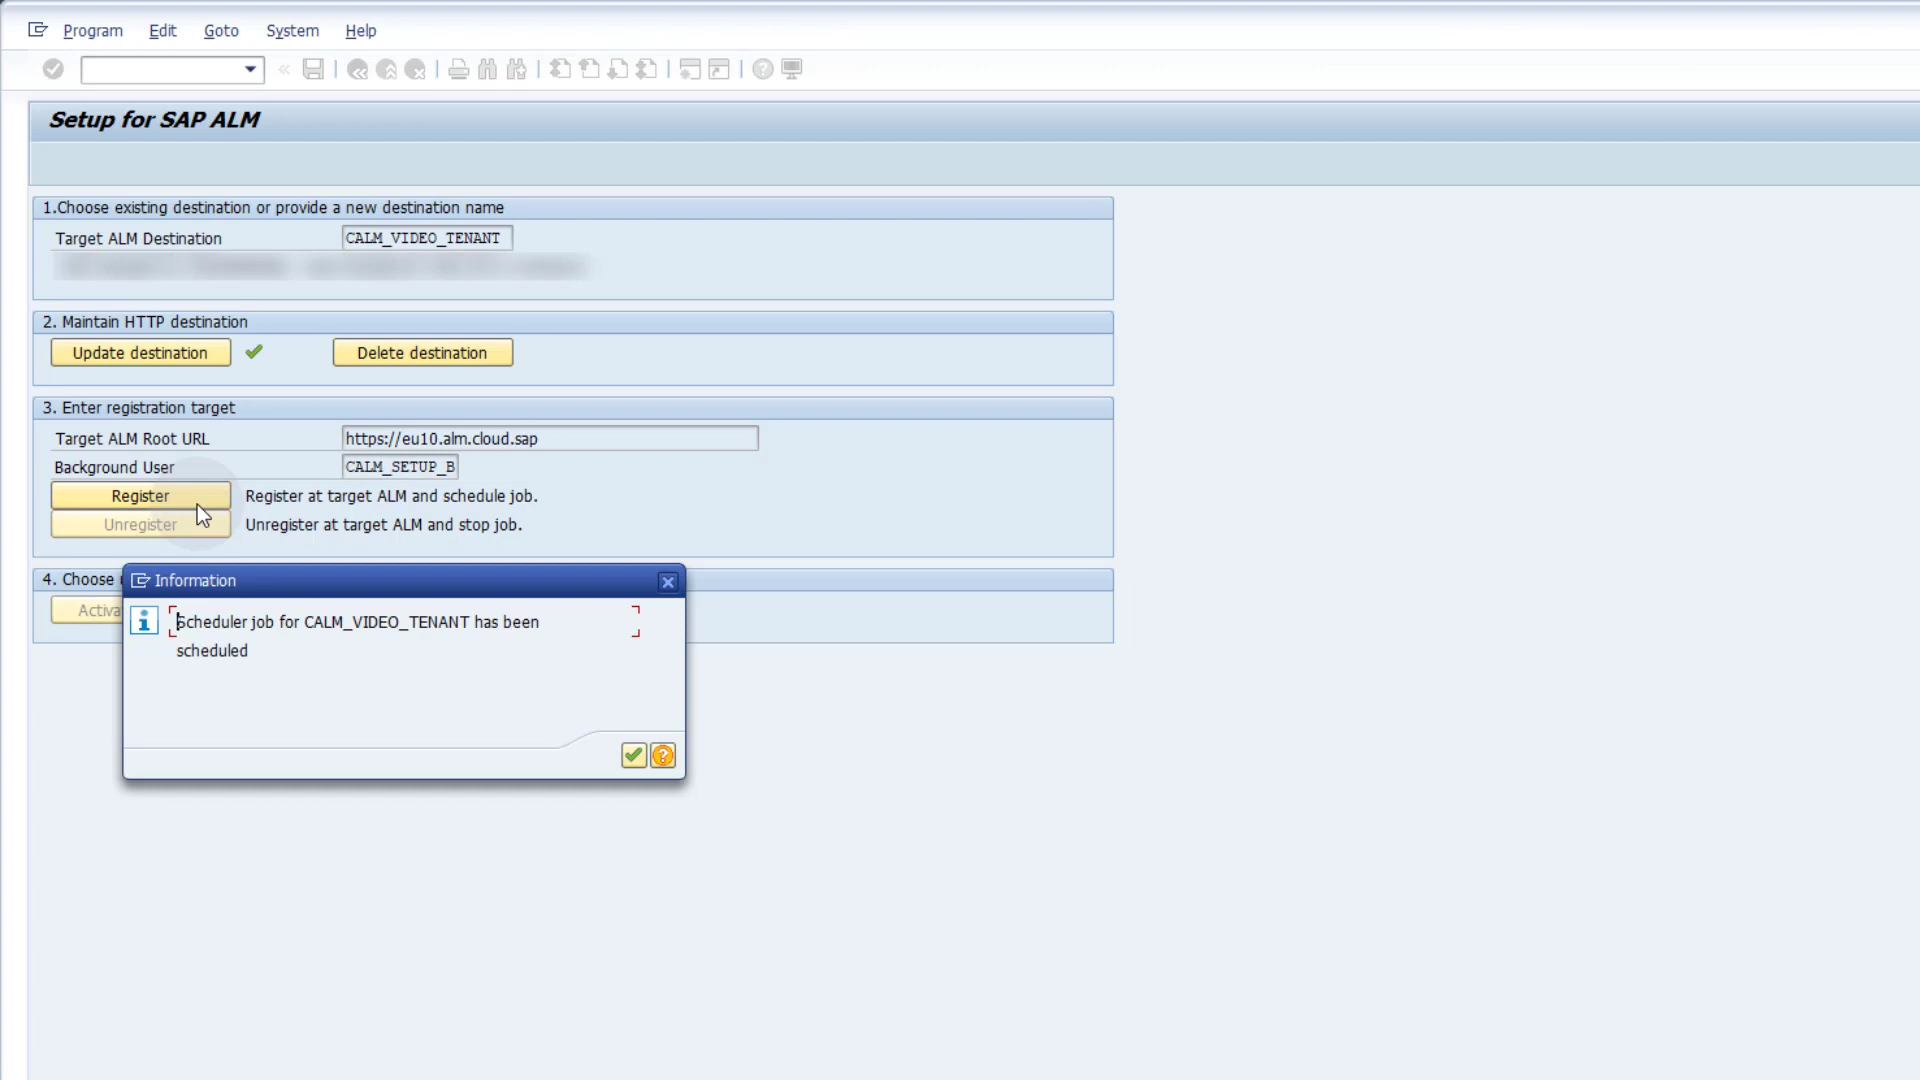 Program Edit Goto System Help
Setup for SAP ALM
1.Choose existing destination or provide a new destination name
Target ALM Destination CALM_VIDEO_TENANT
2. Maintain HTTP destination
Update destination Delete destination
3. Enter registration target
Target ALM Root URL https://eu10.alm.cloud.sap
Background User CALM_SETUP_B
Register Register at target ALM and schedule job.
Unregister Unregister at target ALM and stop job.
4. Choose
Information
Scheduler job for CALM_VIDEO_TENANT has been
scheduled